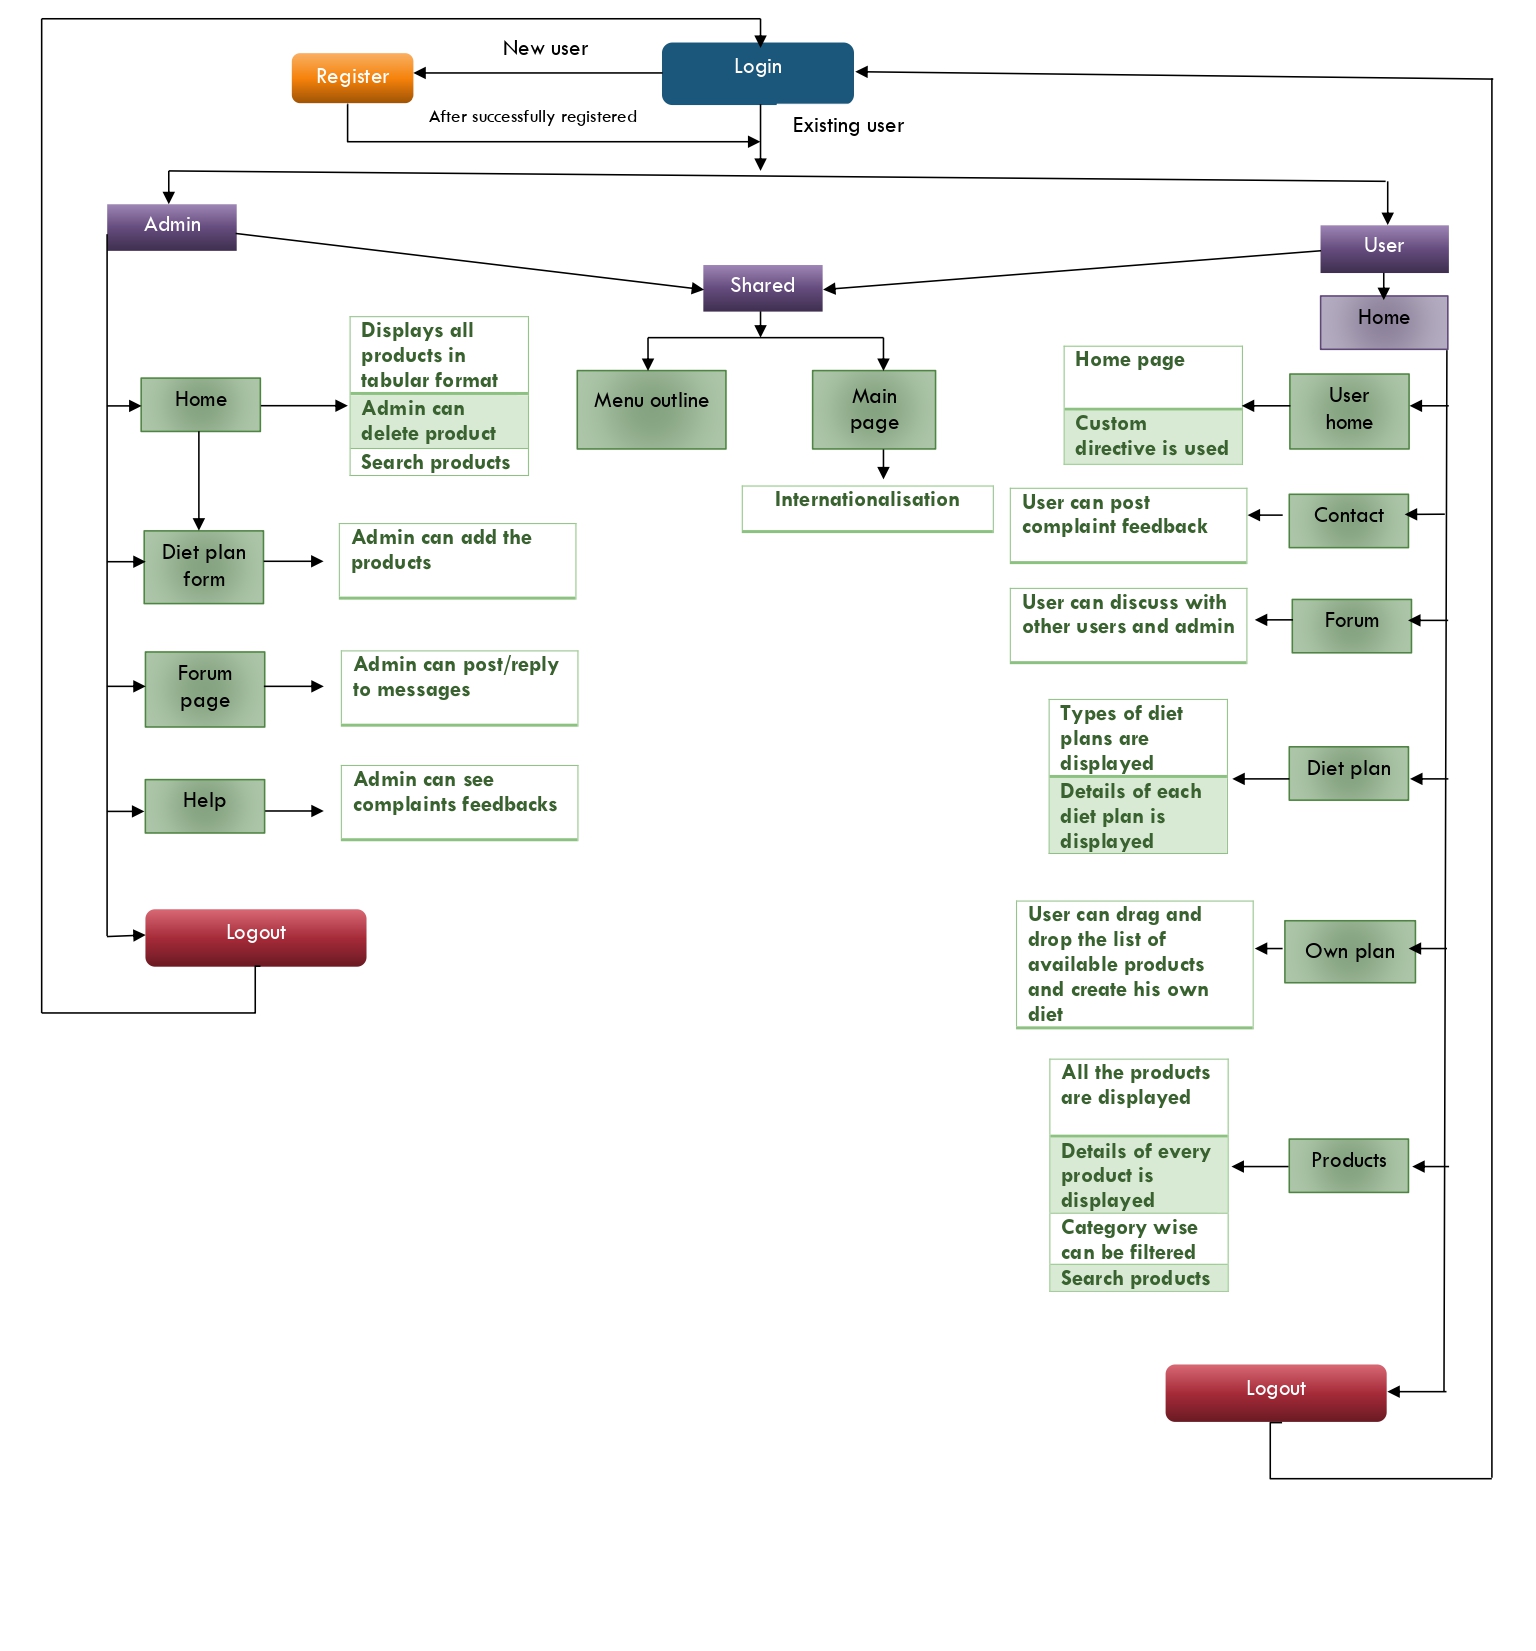 New user
Login
Register
After successfully registered
Existing user
Admin
User
Shared
Home
Displays all
products in
tabular format
Admin can
delete product
Search products
Home
Diet plan
form
Admin can add the
products
Forum
page
Admin can post/reply
to messages
Help
Admin can see
complaints feedbacks
Logout
Menu outline
Main
page
Internationalisation
Home
Home page
Custom
directive is used
User
home
User can post
complaint feedback
Contact
User can discuss with
other users and admin
Forum
Types of diet
plans are
displayed
Details of each
diet plan is
displayed
Diet plan
User can drag and
drop the list of
available products
and create his own
diet
Own plan
All the products
are displayed
Details of every
product is
displayed
Category wise
can be filtered
Search products
Products
Logout